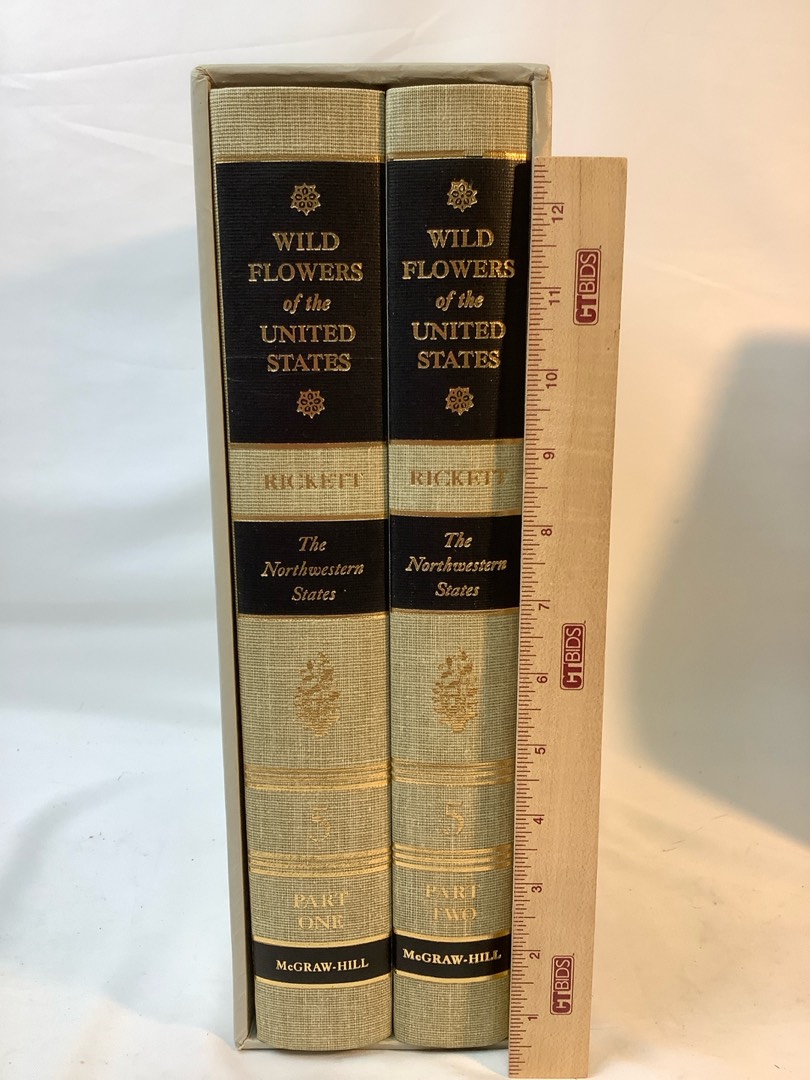 WILD
FLOWERS
of the
UNITED
STATES
RICKETT
The
Northwestern
States
5
PART
ONE
McGRAW-HILL
WILD
FLOWERS
of the
UNITED
STATES
RICKETT
The
Northwestern
States
5
PART
TWO
McGRAW-HILL
12
11
10
9
8
7
6
5
4
3
2
1
CTBIDS
CTBIDS
CTBIDS